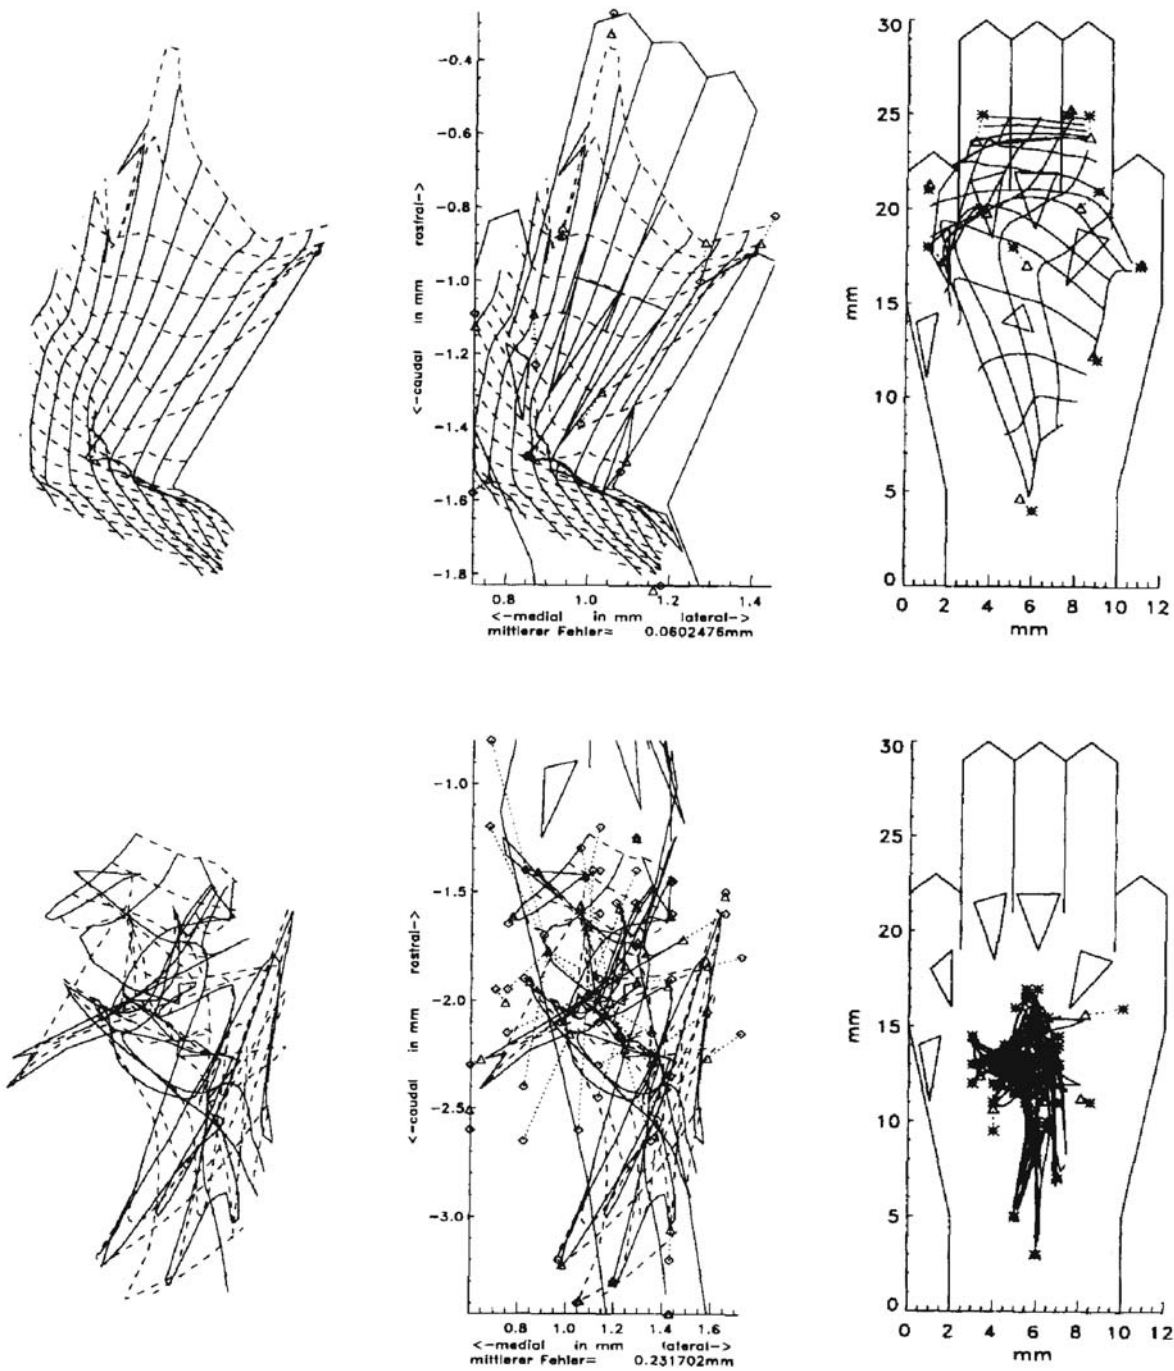 -0.4
-0.6
-0.8
-1.0
-1.2
-1.4
-1.6
-1.8
<-caudal in mm rostral->
0.8 1.0 1.2 1.4
<-medial in mm lateral->
mittlerer Fehler= 0.0602476mm
30
25
20
15
10
5
0
mm
0 2 4 6 8 10 12
mm
-1.0
-1.5
-2.0
-2.5
-3.0
<-caudal in mm rostral->
0.8 1.0 1.2 1.4 1.6
<-medial in mm lateral->
mittlerer Fehler= 0.231702mm
30
25
20
15
10
5
0
mm
0 2 4 6 8 10 12
mm